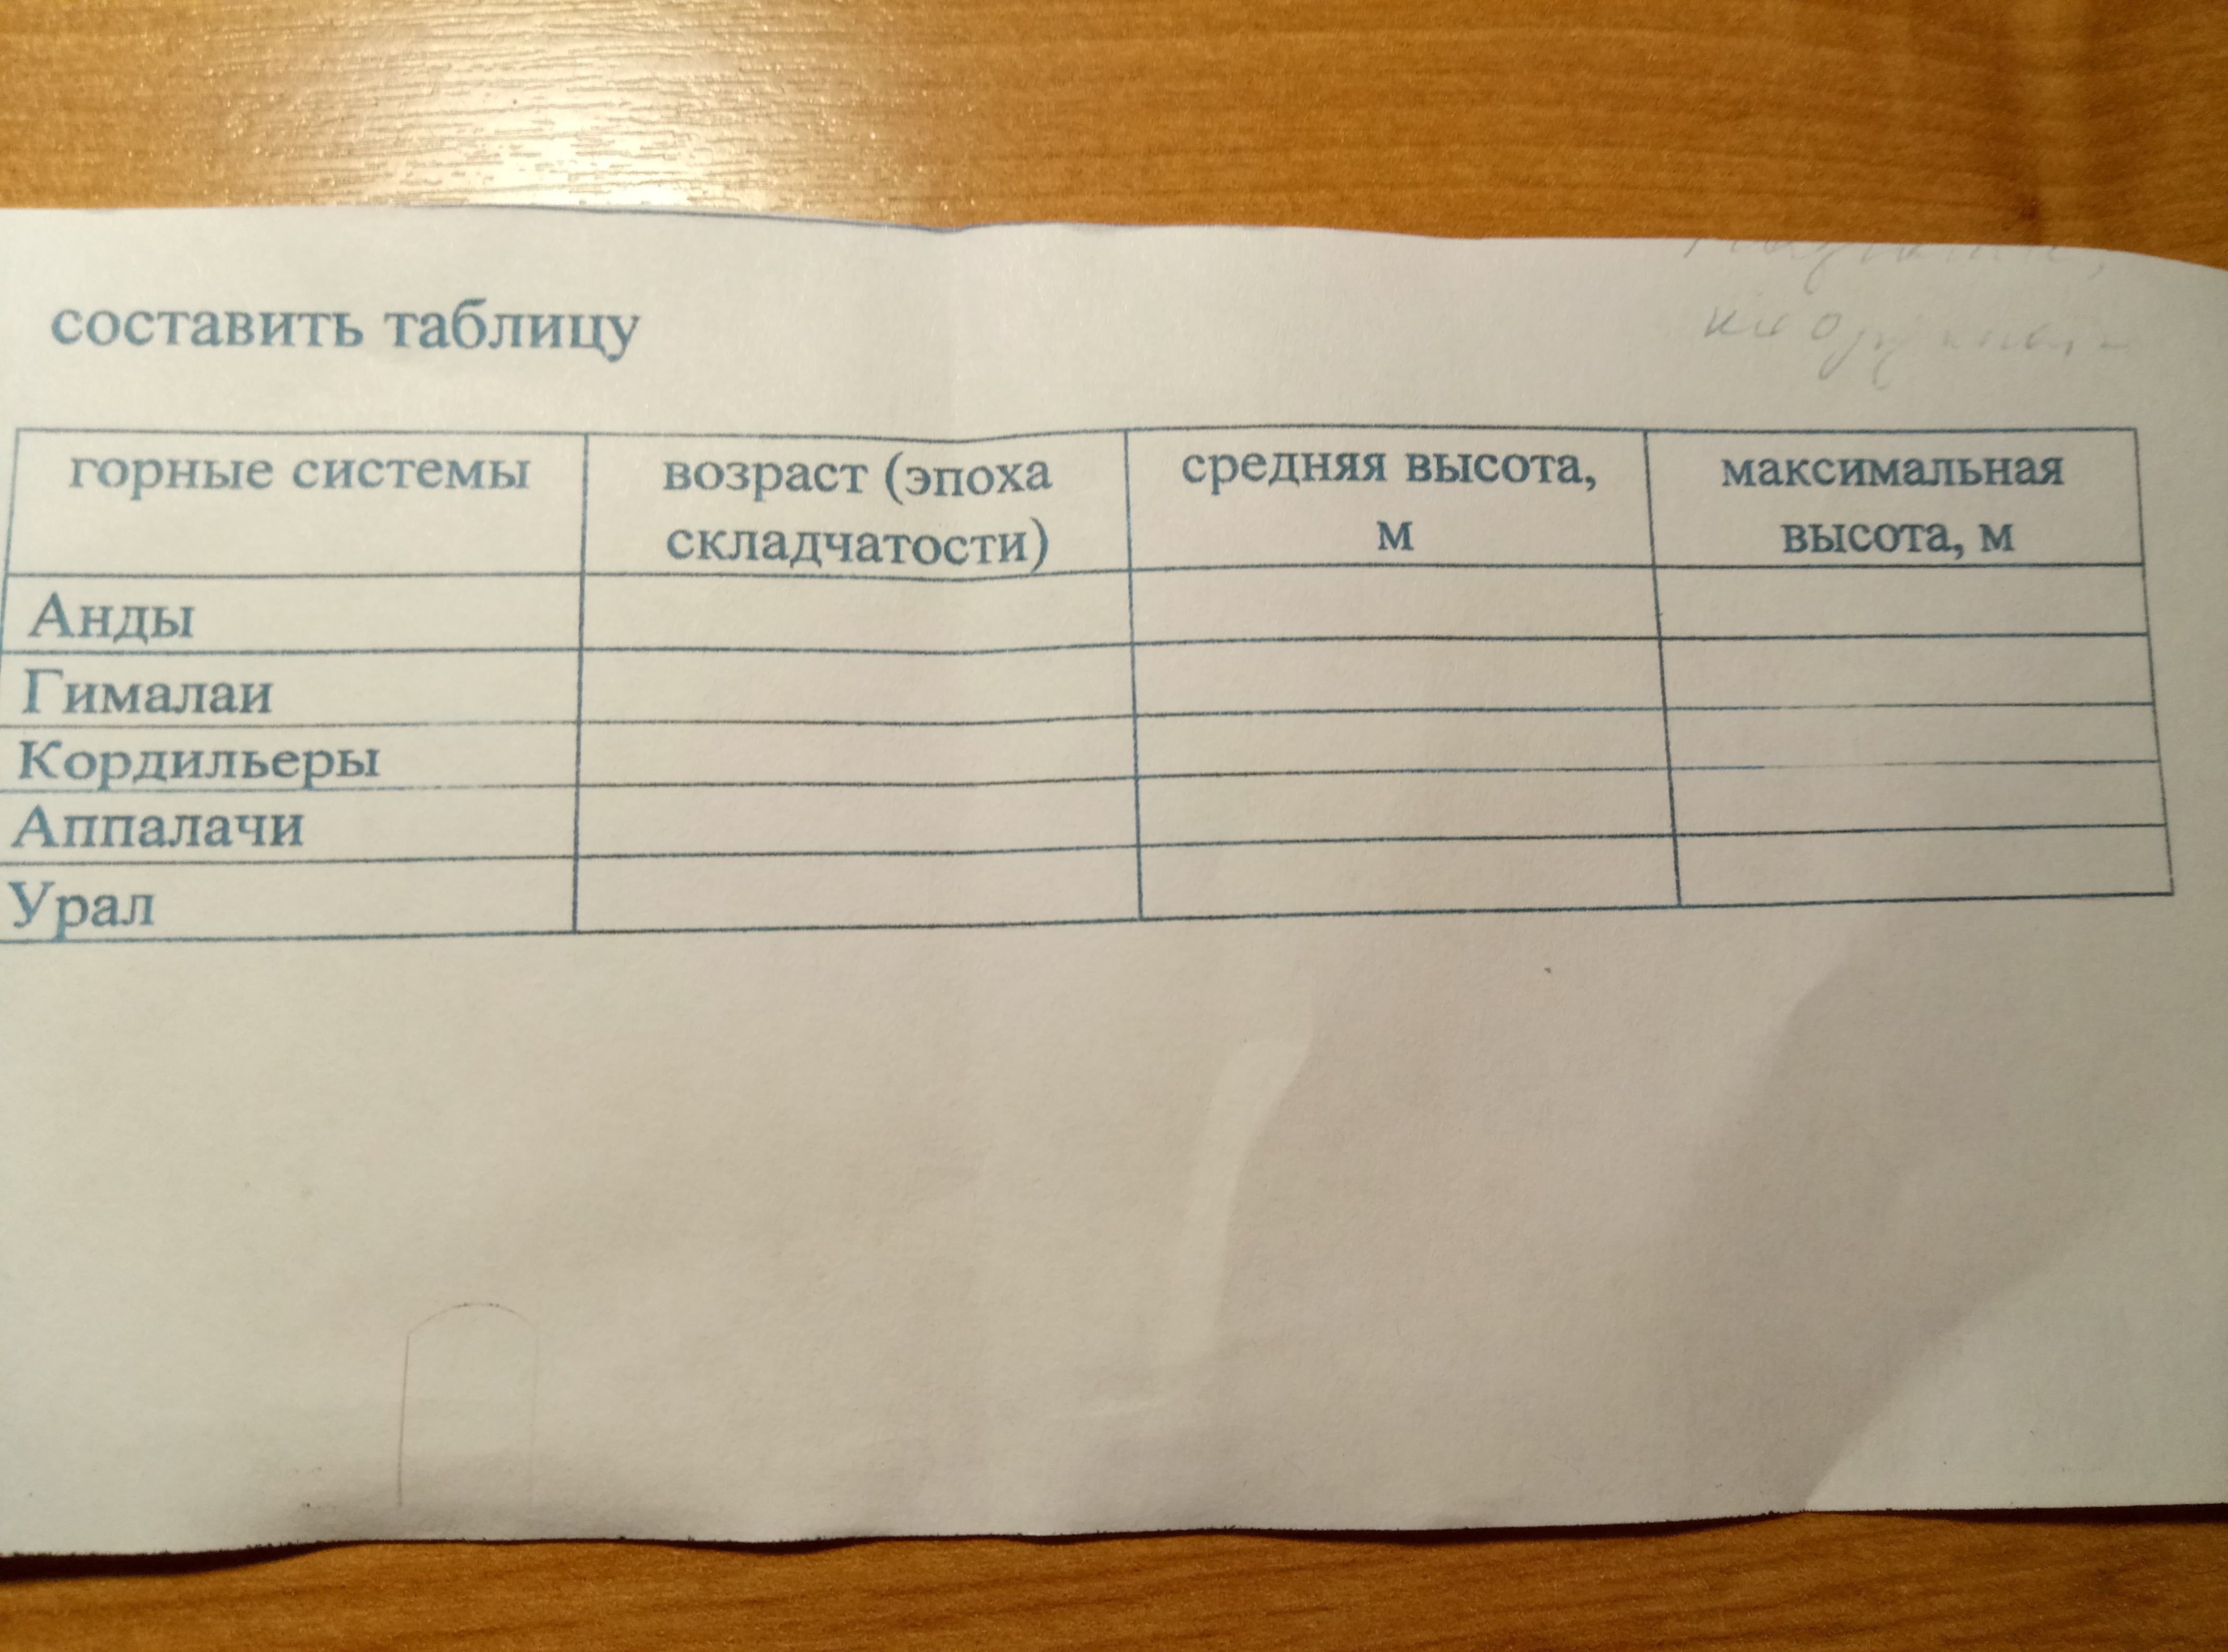 составить таблицу
горные системы возраст (эпоха складчатости) средняя высота, м максимальная высота, м
Анды
Гималаи
Кордильеры
Аппалачи
Урал